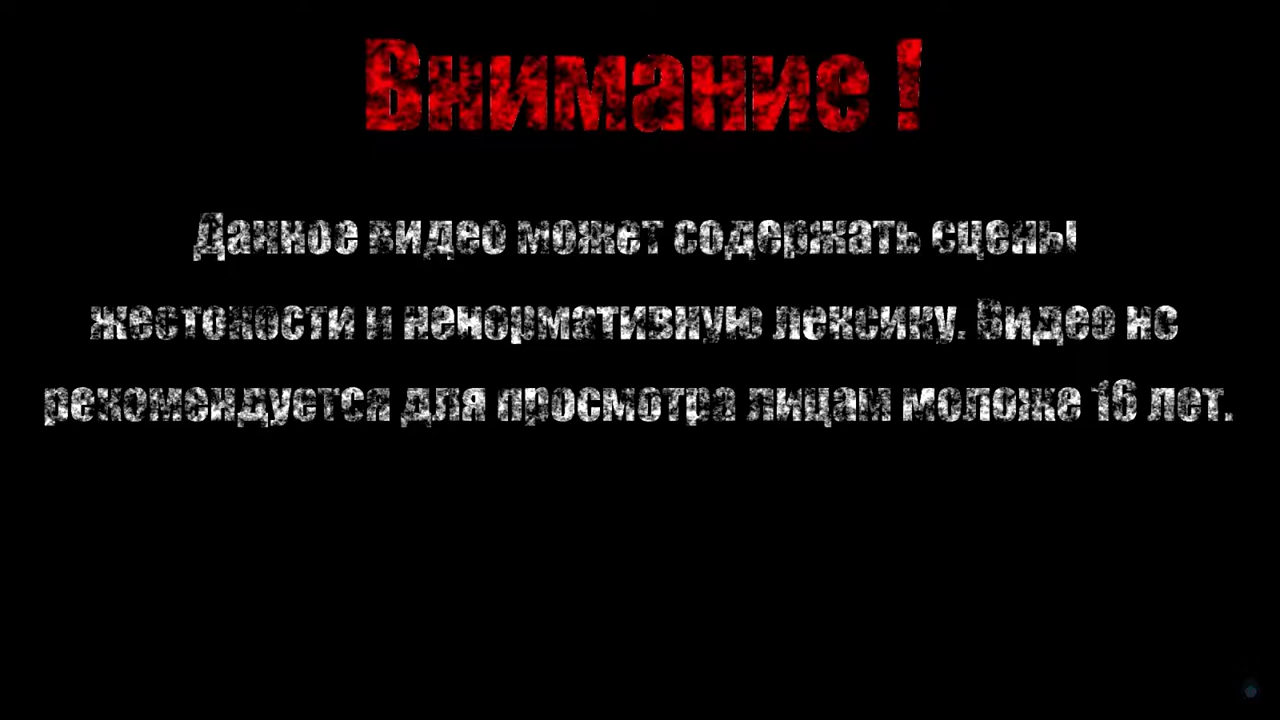 Внимание !
Данное видео может содержать сцены
жестокости и ненормативную лексику. Видео не
рекомендуется для просмотра лицам моложе 16 лет.